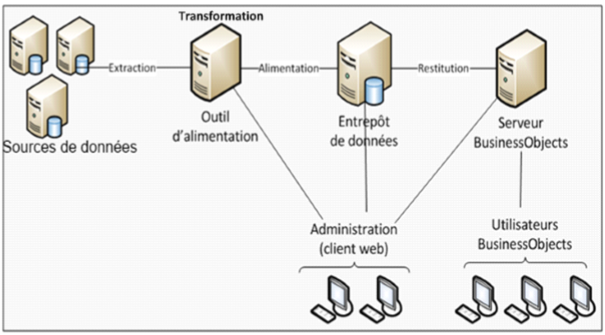 Transformation
Extraction
Alimentation
Restitution
Sources de données
Outil
d'alimentation
Entrepôt
de données
Serveur
BusinessObjects
Administration
(client web)
Utilisateurs
BusinessObjects